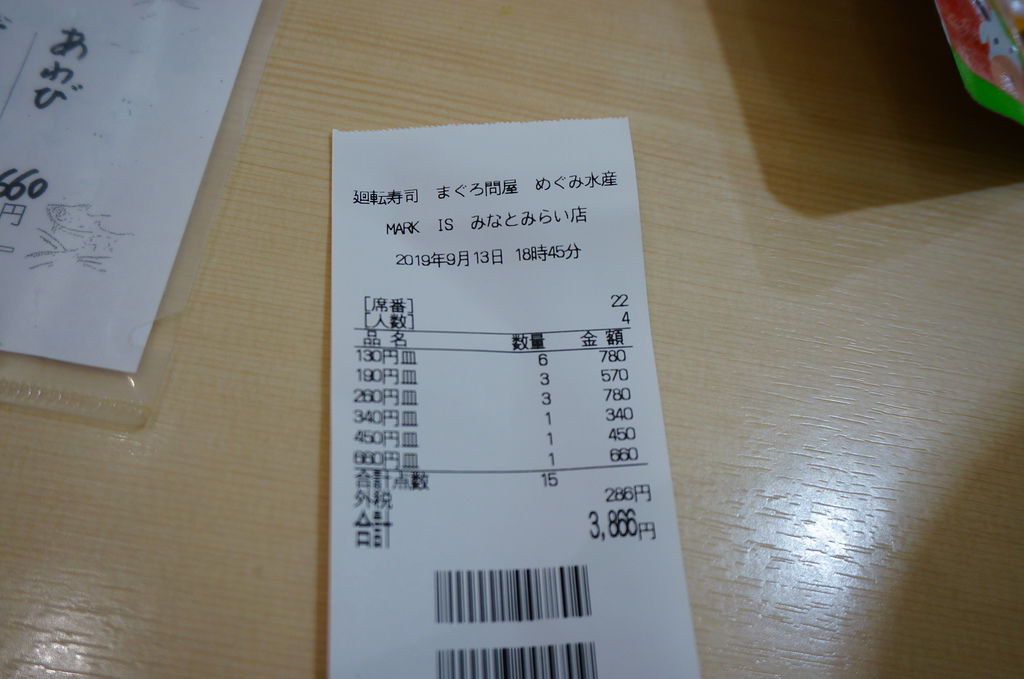 あわび
660
円
廻転寿司 まぐろ問屋 めぐみ水産
MARK IS みなとみらい店
2019年9月13日 18時45分
[席番] 22
[人数] 4
品名 数量 金額
130円皿 6 780
190円皿 3 570
260円皿 3 780
340円皿 1 340
450円皿 1 450
660円皿 1 660
合計点数 15
外税 286円
合計 3,866円